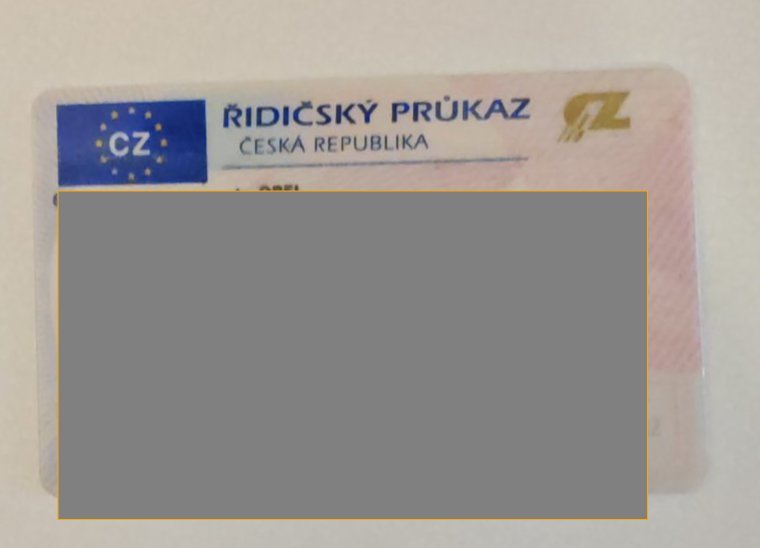 CZ
ŘIDIČSKÝ PRŮKAZ
ČESKÁ REPUBLIKA